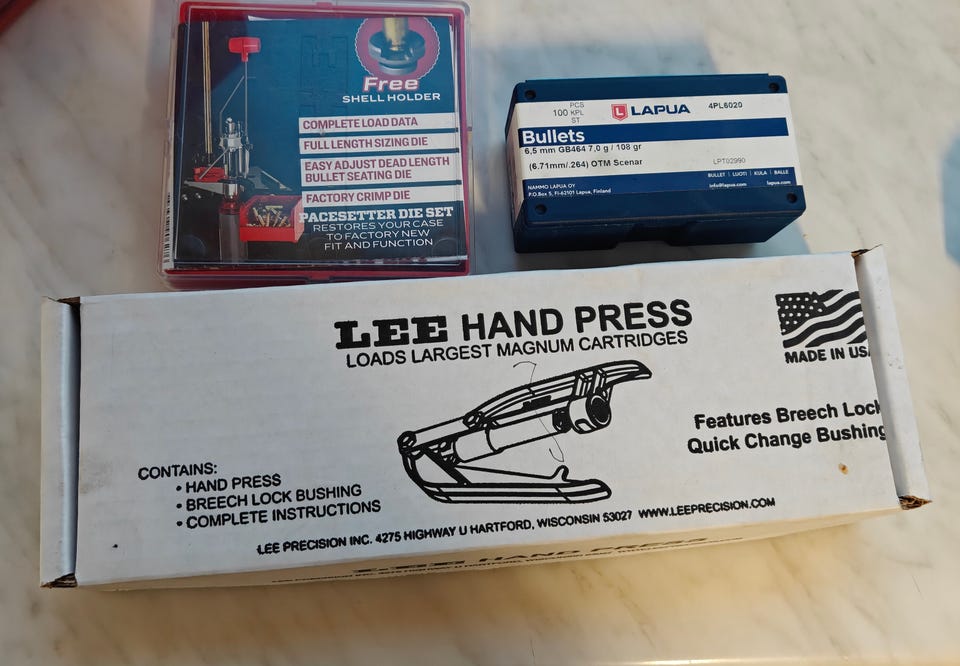 Free
SHELL HOLDER
COMPLETE LOAD DATA
FULL LENGTH SIZING DIE
EASY ADJUST DEAD LENGTH
BULLET SEATING DIE
FACTORY CRIMP DIE
PACESETTER DIE SET
RESTORES YOUR CASE
TO FACTORY NEW
FIT AND FUNCTION
100 PCS KPL ST
LAPUA
4PL6020
Bullets
6,5 mm GB464 7,0 g / 108 gr
(6.71mm/.264) OTM Scenar
LPT02990
NAMMO LAPUA OY
P.O.Box 5, FI-62101 Lapua, Finland
BULLET | LUOTI | KULA | BALLE
info@lapua.com lapua.com
LEE HAND PRESS
LOADS LARGEST MAGNUM CARTRIDGES
MADE IN USA
Features Breech Lock
Quick Change Bushing
CONTAINS:
• HAND PRESS
• BREECH LOCK BUSHING
• COMPLETE INSTRUCTIONS
LEE PRECISION INC. 4275 HIGHWAY U HARTFORD, WISCONSIN 53027 WWW.LEEPRECISION.COM
LEE HAND PRESS